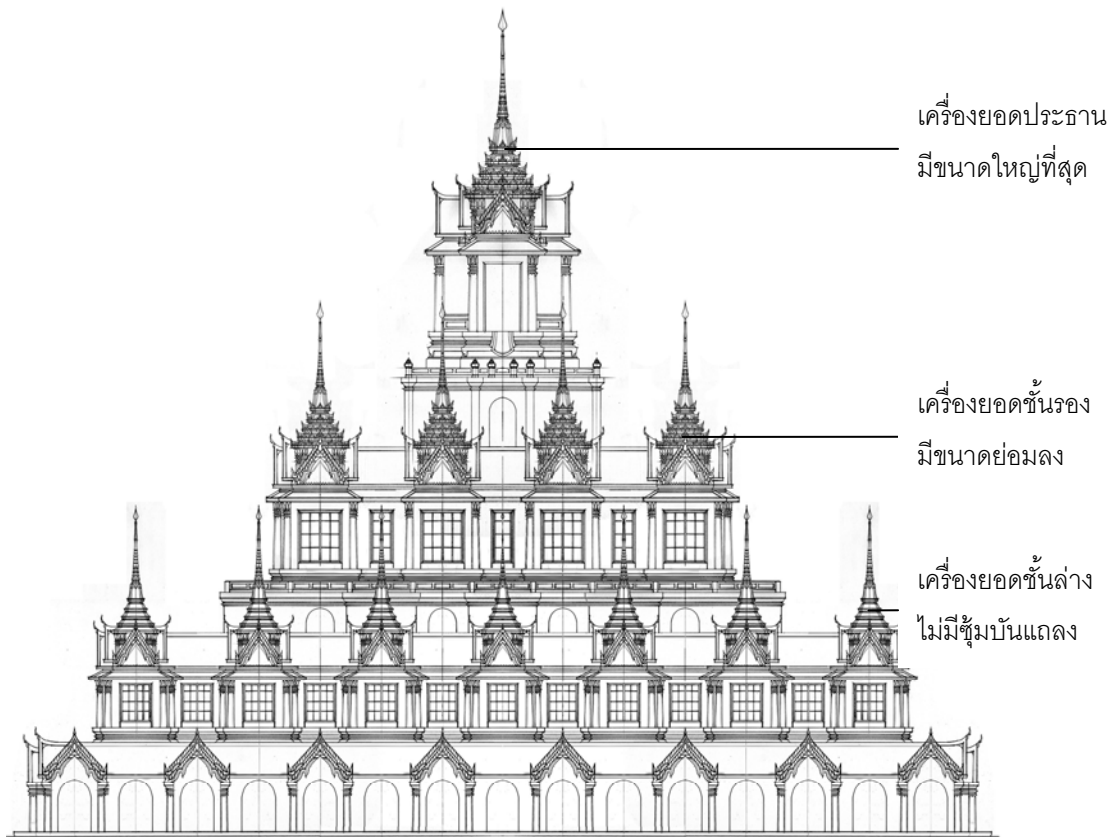 เครื่องยอดประธาน
มีขนาดใหญ่ที่สุด
เครื่องยอดชั้นรอง
มีขนาดย่อมลง
เครื่องยอดชั้นล่าง
ไม่มีซุ้มบันแถลง